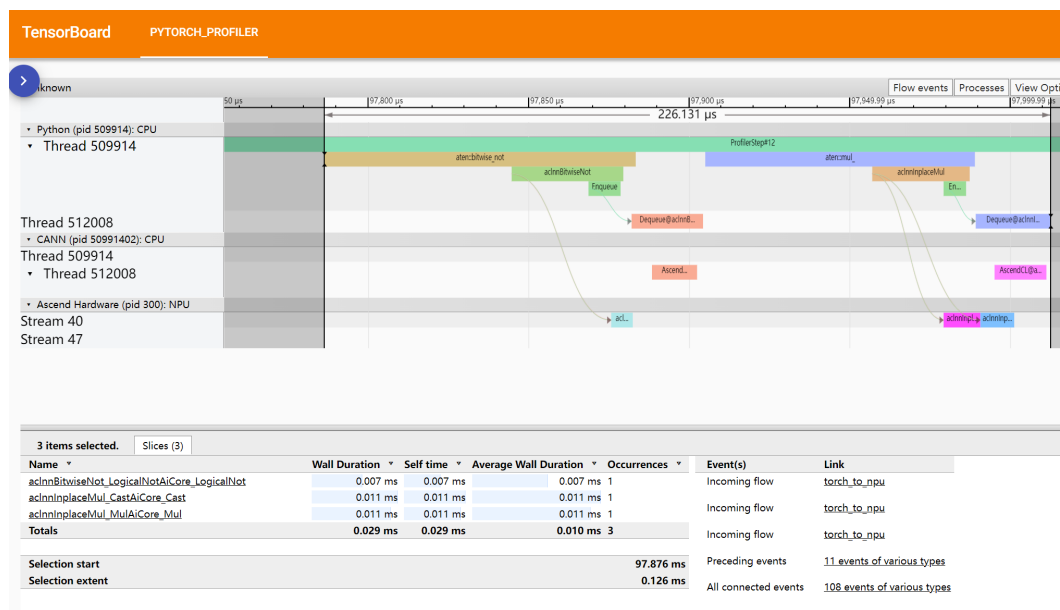 TensorBoard PYTORCH_PROFILER
Flow events Processes View Opti
50 µs 97,800 µs 97,850 µs 97,900 µs 97,949.99 µs 97,999.99 µs
226.131 µs
Python (pid 509914): CPU
Thread 509914 ProfilerStep#12
aten::bitwise_not aten::mul_
aclnnBitwiseNot aclnnInplaceMul
Enqueue En...
Thread 512008 Dequeue@aclnnB... Dequeue@aclnnI...
CANN (pid 50991402): CPU
Thread 509914
Thread 512008 Ascend... AscendCL@a...
Ascend Hardware (pid 300): NPU
Stream 40 acl... aclnnInpl... aclnnInp...
Stream 47
3 items selected. Slices (3)
Name Wall Duration Self time Average Wall Duration Occurrences Event(s) Link
aclnnBitwiseNot_LogicalNotAiCore_LogicalNot 0.007 ms 0.007 ms 0.007 ms 1 Incoming flow torch_to_npu
aclnnInplaceMul_CastAiCore_Cast 0.011 ms 0.011 ms 0.011 ms 1
Incoming flow torch_to_npu
aclnnInplaceMul_MulAiCore_Mul 0.011 ms 0.011 ms 0.011 ms 1
Totals 0.029 ms 0.029 ms 0.010 ms 3
Incoming flow torch_to_npu
Selection start 97.876 ms
Preceding events 11 events of various types
Selection extent 0.126 ms
All connected events 108 events of various types